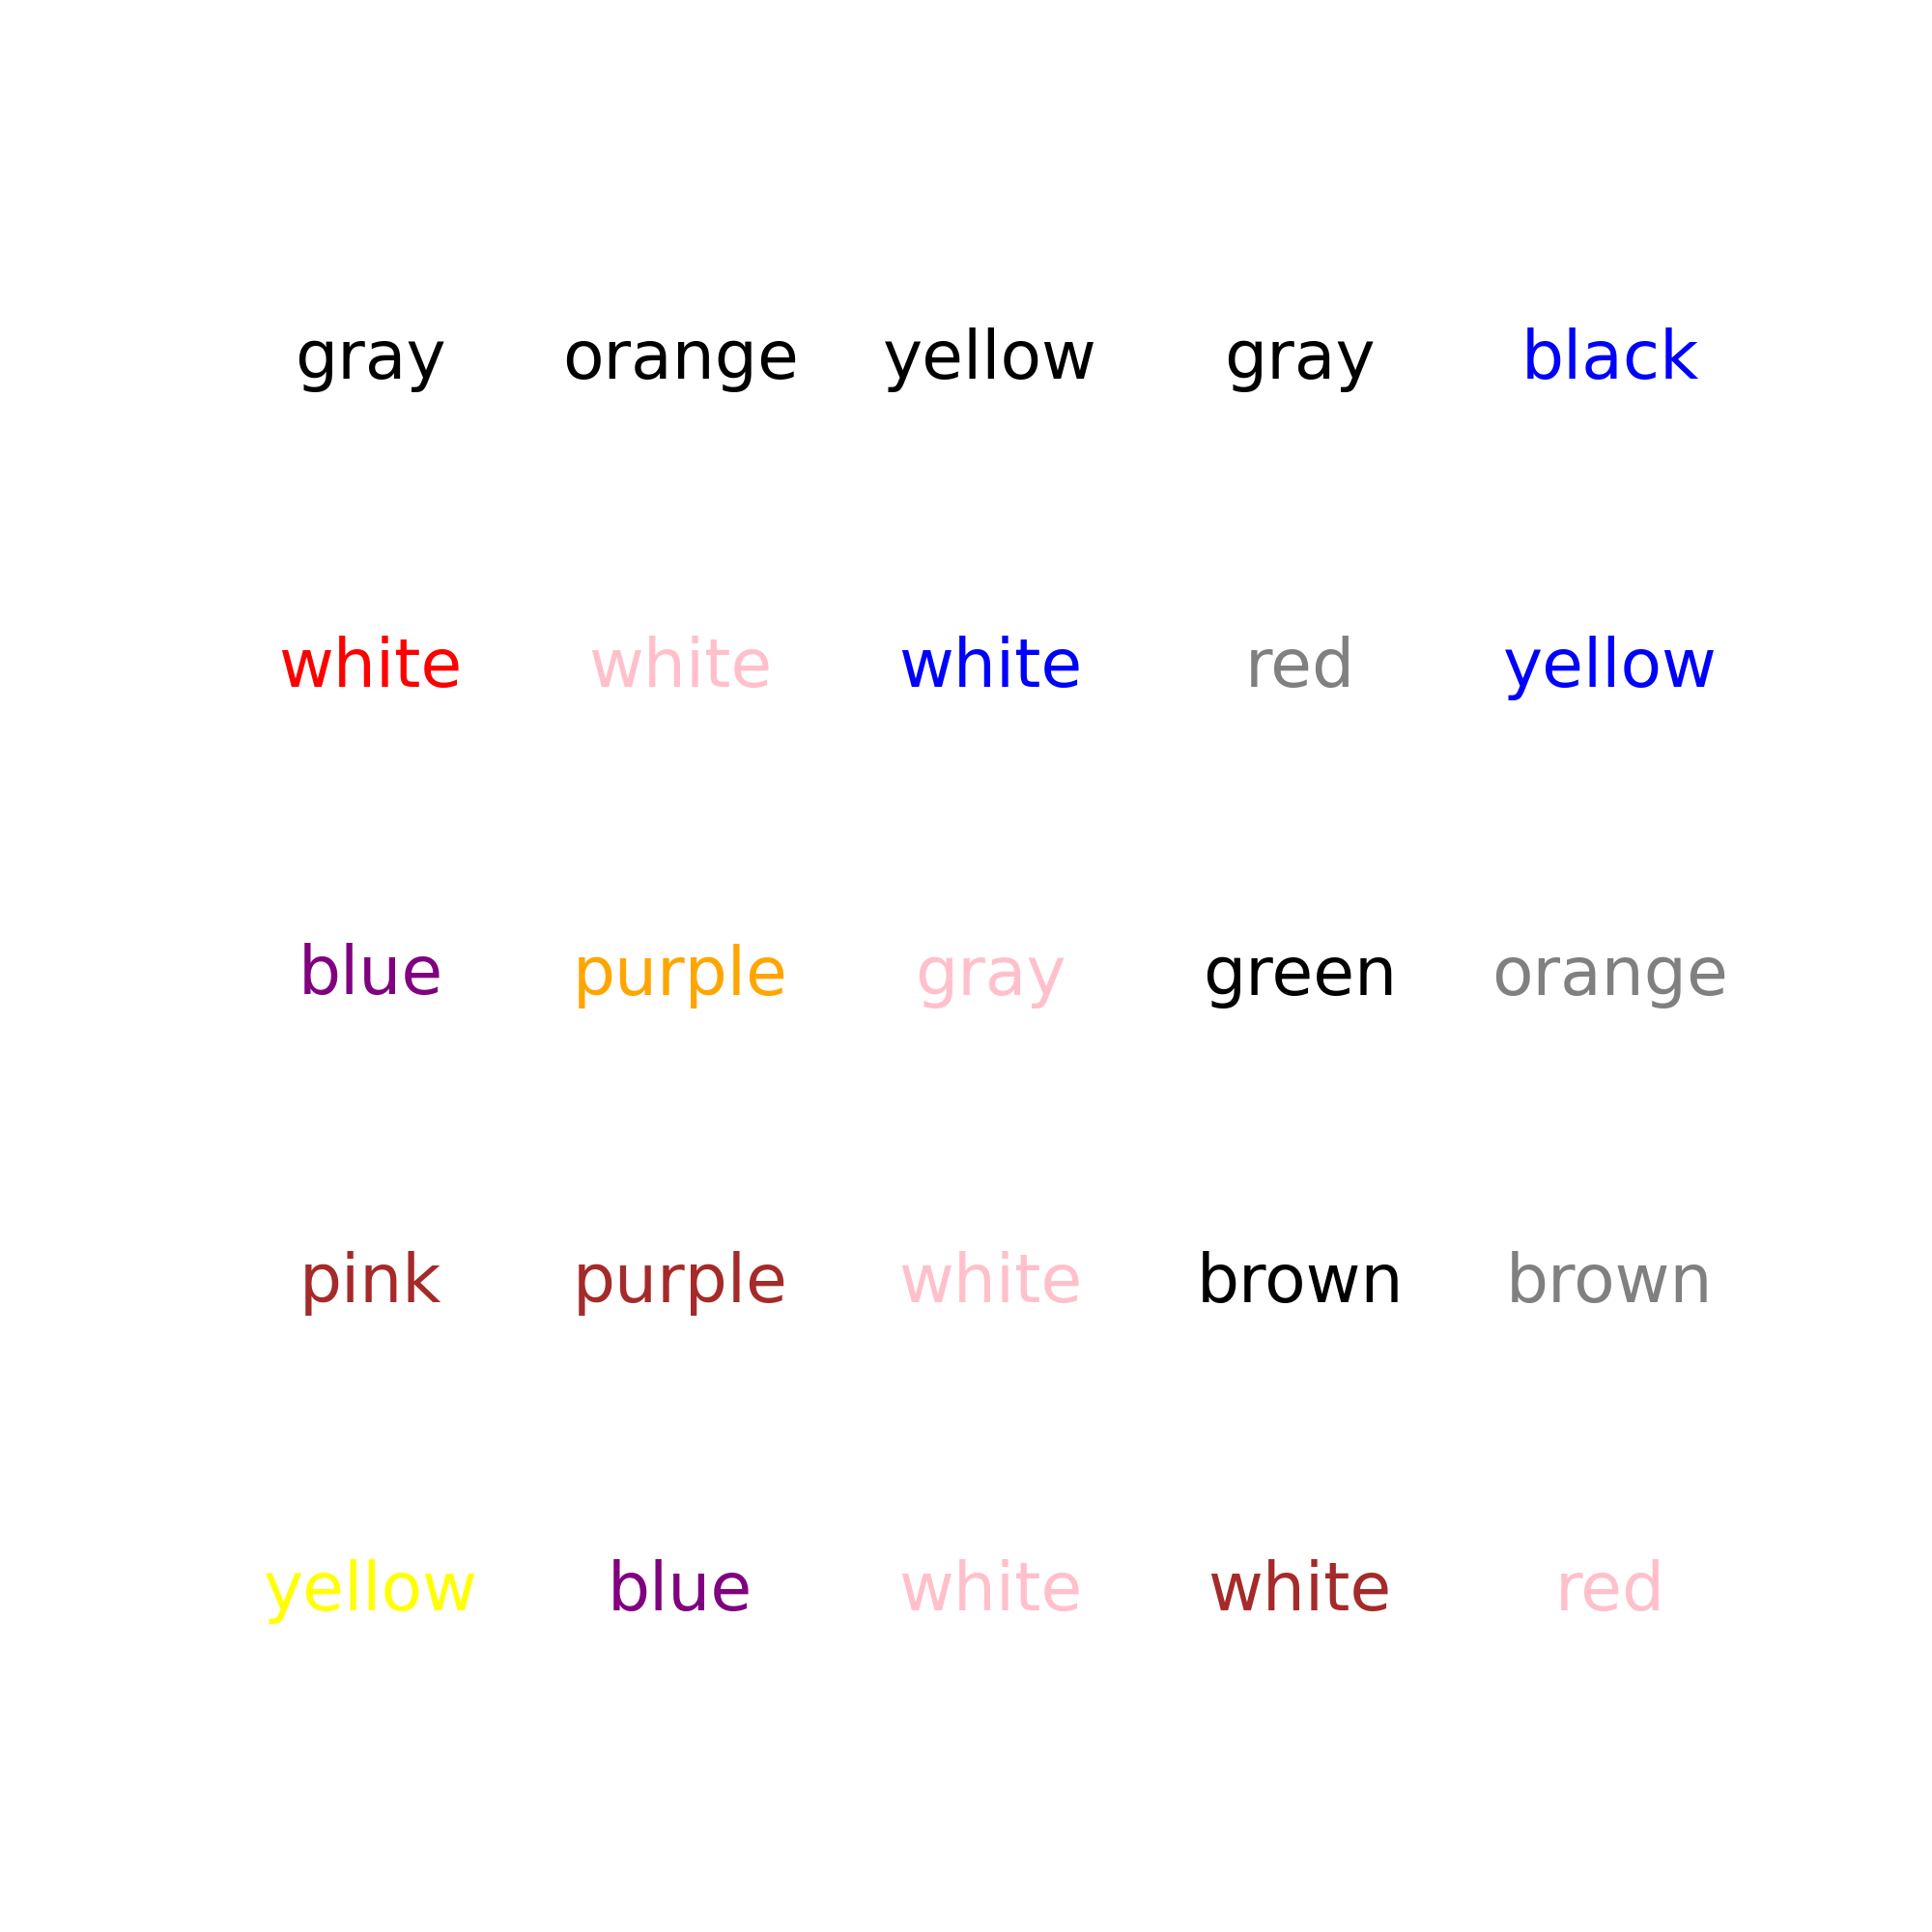 gray orange yellow gray black
white white white red yellow
blue purple gray green orange
pink purple white brown brown
yellow blue white white red